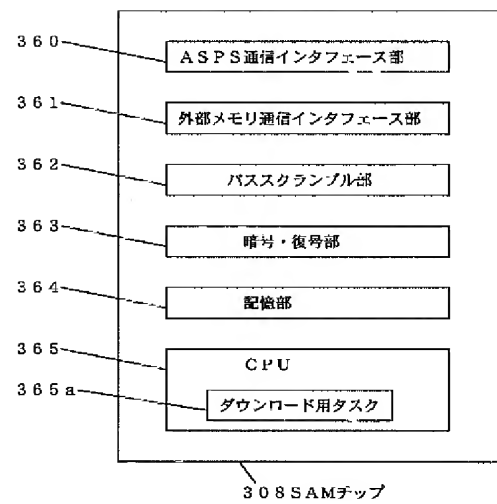 360
ASPS通信インタフェース部
361
外部メモリ通信インタフェース部
362
バススクランブル部
363
暗号・復号部
364
記憶部
365
CPU
365a
ダウンロード用タスク
308SAMチップ